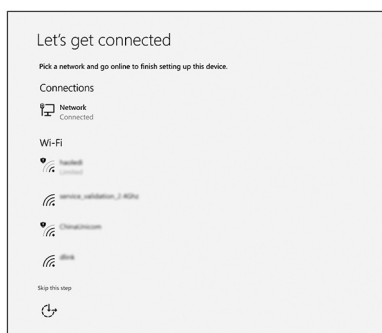 Let's get connected
Pick a network and go online to finish setting up this device.
Connections
Network
Connected
Wi-Fi
Limited
service_validation_2.4Ghz
ChinaUnicom
dlink
Skip this step